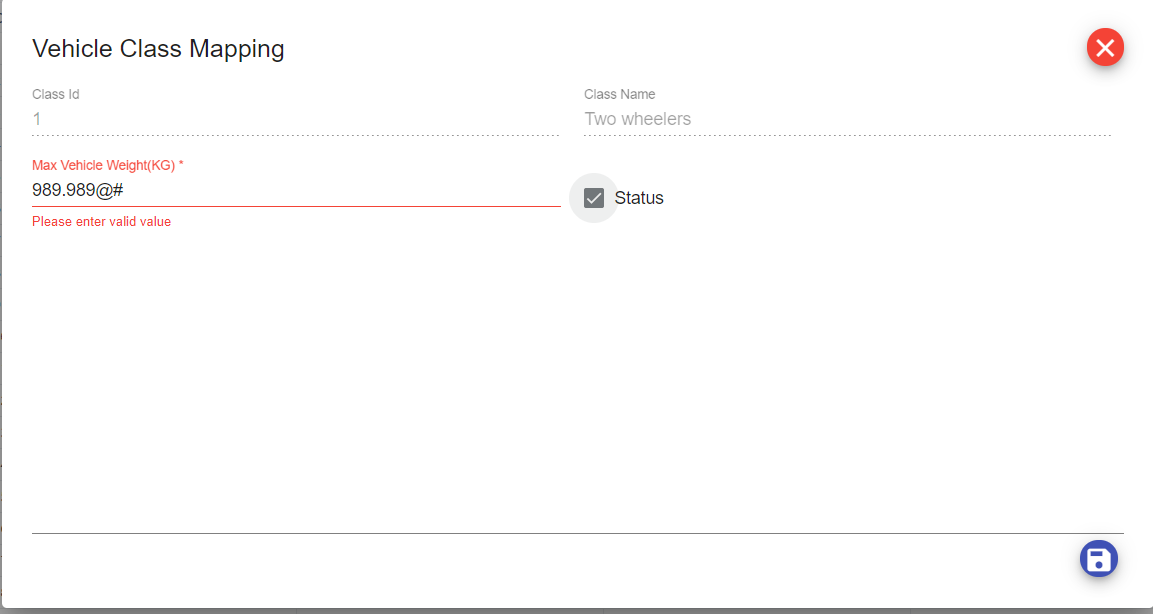 Vehicle Class Mapping
Class Id
Class Name
1
Two wheelers
Max Vehicle Weight(KG) *
989.989@#
Status
Please enter valid value